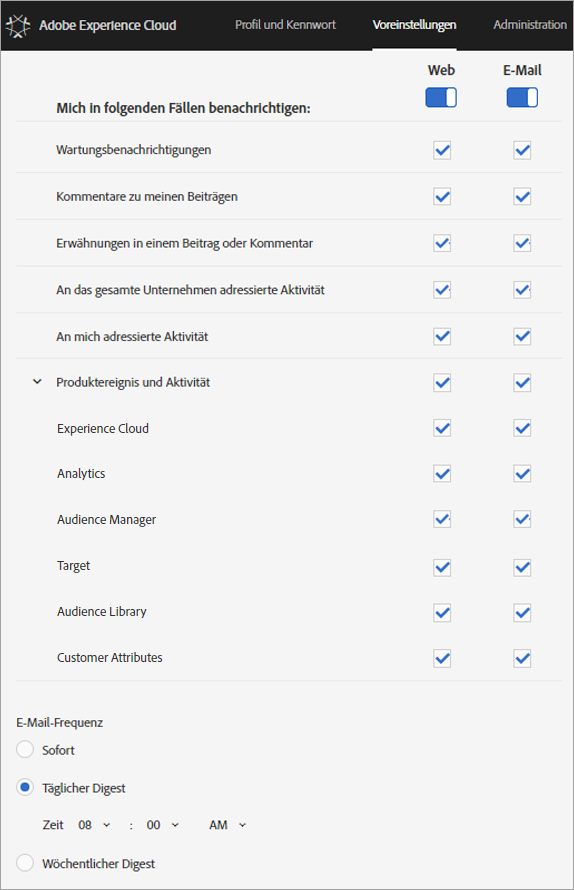 Adobe Experience Cloud Profil und Kennwort Voreinstellungen Administration
Web E-Mail
Mich in folgenden Fällen benachrichtigen:
Wartungsbenachrichtigungen
Kommentare zu meinen Beiträgen
Erwähnungen in einem Beitrag oder Kommentar
An das gesamte Unternehmen adressierte Aktivität
An mich adressierte Aktivität
Produktereignis und Aktivität
Experience Cloud
Analytics
Audience Manager
Target
Audience Library
Customer Attributes
E-Mail-Frequenz
Sofort
Täglicher Digest
Zeit 08 : 00 AM
Wöchentlicher Digest